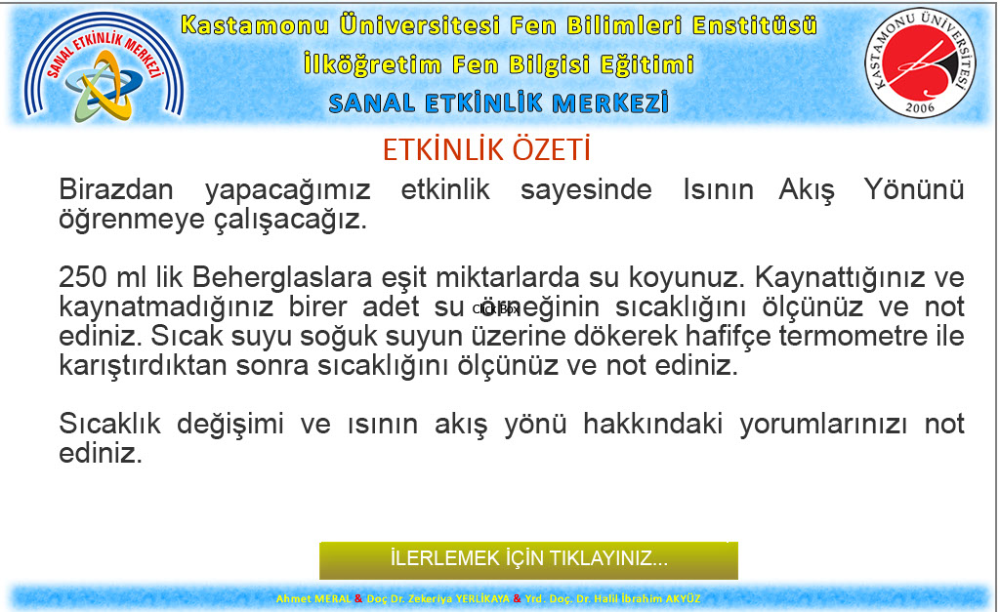 Kastamonu Üniversitesi Fen Bilimleri Enstitüsü
İlköğretim Fen Bilgisi Eğitimi
SANAL ETKİNLİK MERKEZİ
SANAL ETKİNLİK MERKEZİ
KASTAMONU ÜNİVERSİTESİ
2006
ETKİNLİK ÖZETİ
Birazdan yapacağımız etkinlik sayesinde Isının Akış Yönünü
öğrenmeye çalışacağız.
250 ml lik Beherglaslara eşit miktarlarda su koyunuz. Kaynattığınız ve
kaynatmadığınız birer adet su örneğinin sıcaklığını ölçünüz ve not
Click Box
ediniz. Sıcak suyu soğuk suyun üzerine dökerek hafifçe termometre ile
karıştırdıktan sonra sıcaklığını ölçünüz ve not ediniz.
Sıcaklık değişimi ve ısının akış yönü hakkındaki yorumlarınızı not
ediniz.
İLERLEMEK İÇİN TIKLAYINIZ...
Ahmet MERAL & Doç Dr. Zekeriya YERLİKAYA & Yrd. Doç. Dr. Halil İbrahim AKYÜZ